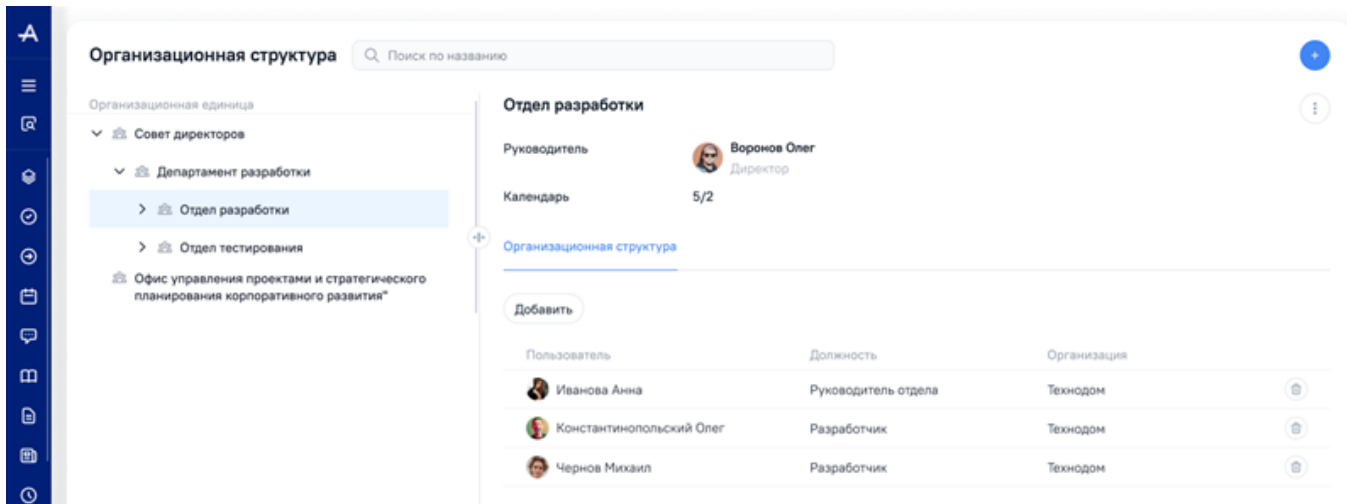 Организационная структура
Поиск по названию
Организационная единица
Совет директоров
Департамент разработки
Отдел разработки
Отдел тестирования
Офис управления проектами и стратегического
планирования корпоративного развития"
Отдел разработки
Руководитель
Воронов Олег
Директор
Календарь
5/2
Организационная структура
Добавить
Пользователь Должность Организация
Иванова Анна Руководитель отдела Технодом
Константинопольский Олег Разработчик Технодом
Чернов Михаил Разработчик Технодом